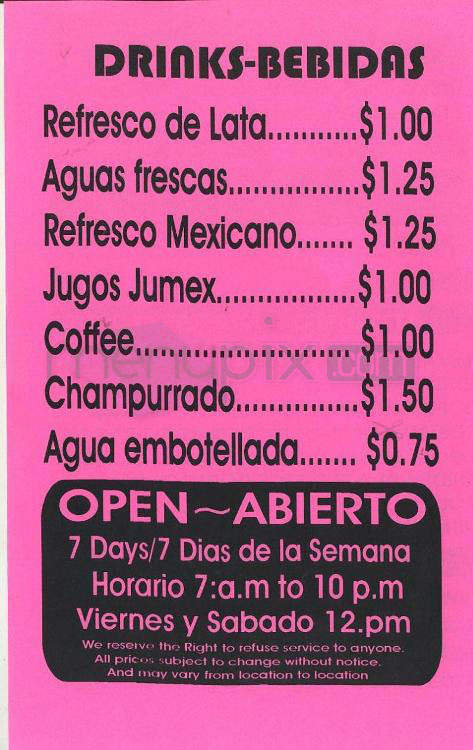 DRINKS-BEBIDAS
Refresco de Lata...........$1.00
Aguas frescas................$1.25
Refresco Mexicano....... $1.25
Jugos Jumex.................$1.00
Coffee.......................... $1.00
menupix.com
Champurrado...............$1.50
Agua embotellada....... $0.75
OPEN~ABIERTO
7 Days/7 Dias de la Semana
Horario 7:a.m to 10 p.m
Viernes y Sabado 12.pm
We reserve the Right to refuse service to anyone.
All prices subject to change without notice.
And may vary from location to location